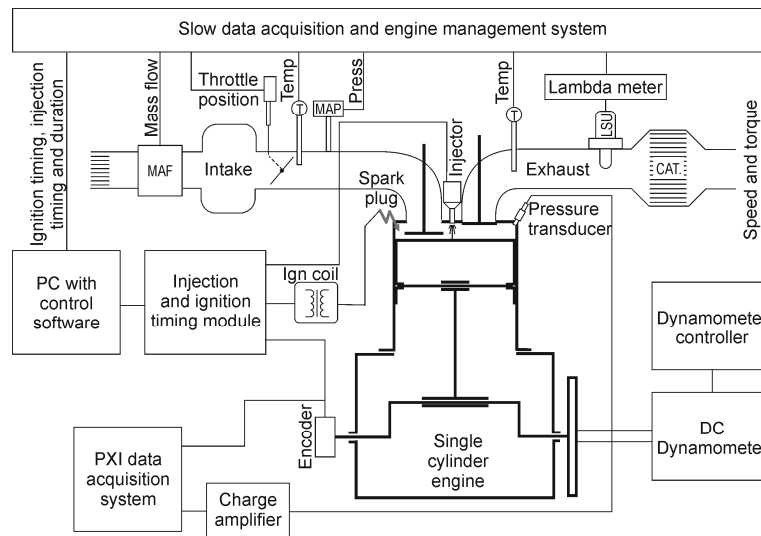 Slow data acquisition and engine management system
Ignition timing, injection
timing and duration
Mass flow
Throttle
position
Temp
Press
Temp
Lambda meter
T
MAP
T
LSU
MAF
Intake
Injector
Exhaust
CAT.
Speed and torque
Spark
plug
Pressure
transducer
PC with
control
software
Injection
and ignition
timing module
Ign coil
Dynamomete
controller
Encoder
Single
cylinder
engine
DC
Dynamomete
PXI data
acquisition
system
Charge
amplifier